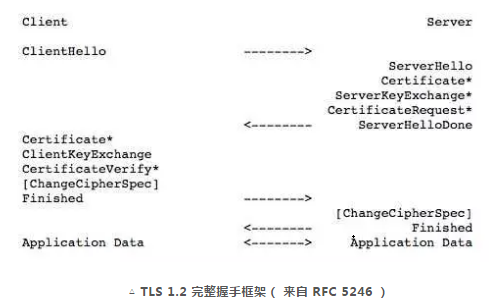 Client Server
ClientHello -------->
ServerHello
Certificate*
ServerKeyExchange*
CertificateRequest*
<-------- ServerHelloDone
Certificate*
ClientKeyExchange
CertificateVerify*
[ChangeCipherSpec]
Finished -------->
[ChangeCipherSpec]
<-------- Finished
Application Data <-------> Application Data
△ TLS 1.2 完整握手框架（ 来自 RFC 5246 ）